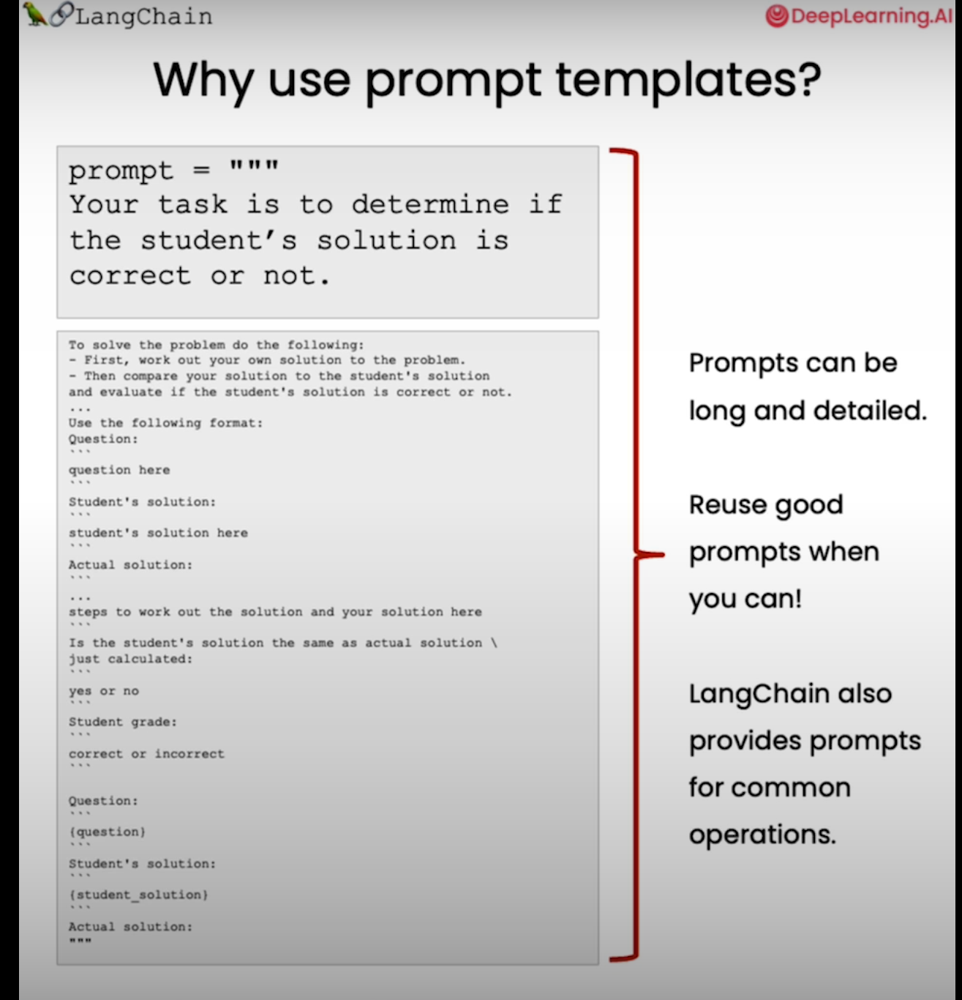 LangChain
DeepLearning.AI
Why use prompt templates?
prompt = """
Your task is to determine if
the student’s solution is
correct or not.
To solve the problem do the following:
- First, work out your own solution to the problem.
- Then compare your solution to the student's solution
and evaluate if the student's solution is correct or not.
...
Use the following format:
Question:
```
question here
```
Student's solution:
```
student's solution here
```
Actual solution:
```
...
steps to work out the solution and your solution here
```
Is the student's solution the same as actual solution \
just calculated:
```
yes or no
```
Student grade:
```
correct or incorrect
```
Question:
```
{question}
```
Student's solution:
```
{student_solution}
```
Actual solution:
"""
Prompts can be
long and detailed.
Reuse good
prompts when
you can!
LangChain also
provides prompts
for common
operations.